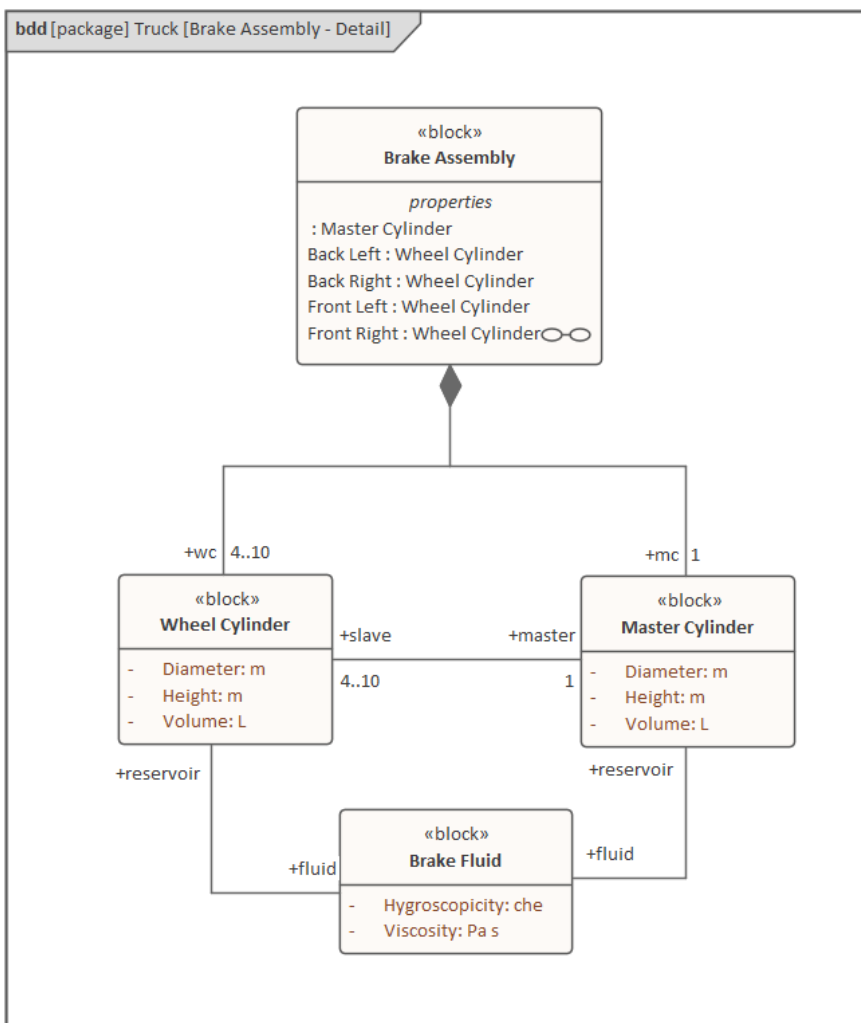 bdd [package] Truck [Brake Assembly - Detail]
«block»
Brake Assembly
properties
: Master Cylinder
Back Left : Wheel Cylinder
Back Right : Wheel Cylinder
Front Left : Wheel Cylinder
Front Right : Wheel Cylinder
+wc 4..10
+mc 1
«block»
Wheel Cylinder
- Diameter: m
- Height: m
- Volume: L
+slave
4..10
+master
1
«block»
Master Cylinder
- Diameter: m
- Height: m
- Volume: L
+reservoir
+reservoir
+fluid
+fluid
«block»
Brake Fluid
- Hygroscopicity: che
- Viscosity: Pa s